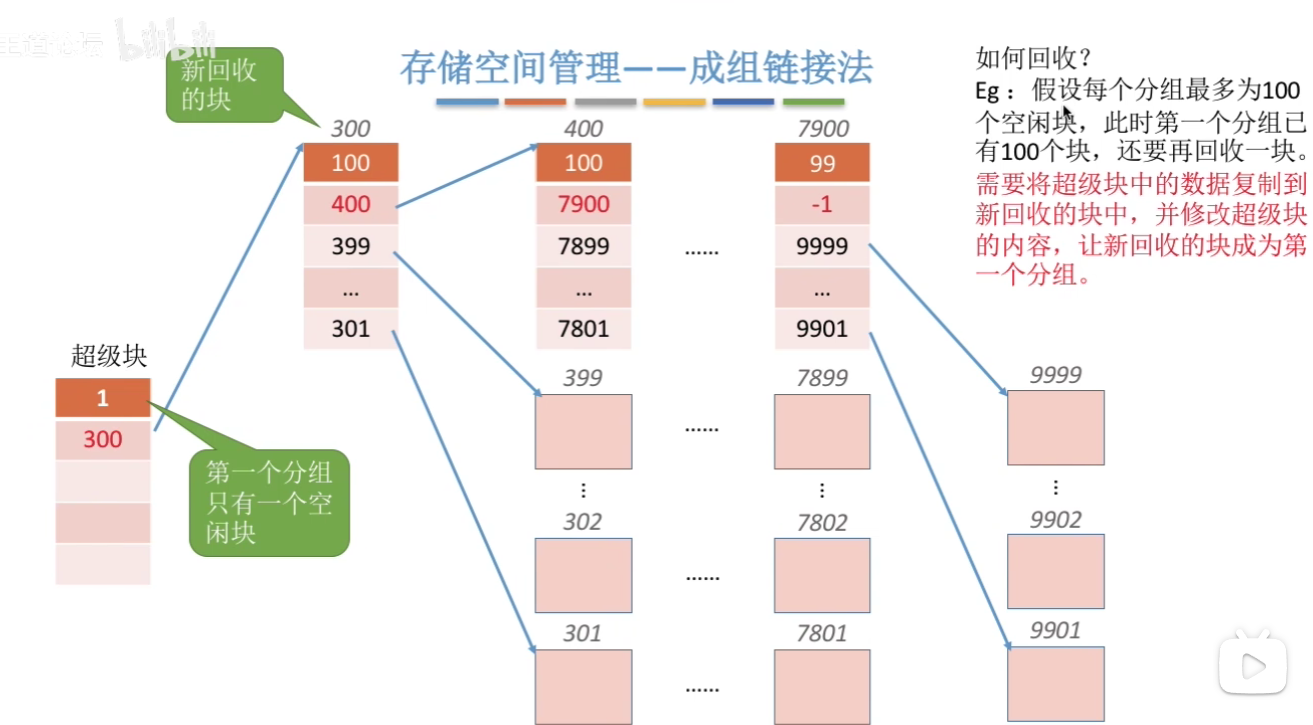 bilibili
存储空间管理——成组链接法
新回收
的块
如何回收？
Eg：假设每个分组最多为100
个空闲块，此时第一个分组已
有100个块，还要再回收一块。
需要将超级块中的数据复制到
新回收的块中，并修改超级块
的内容，让新回收的块成为第
一个分组。
300
100
400
399
...
301
400
100
7900
7899
...
7801
......
7900
99
-1
9999
...
9901
超级块
1
300
第一个分组
只有一个空
闲块
399
......
7899
9999
⋮
⋮
⋮
302
......
7802
9902
301
......
7801
9901